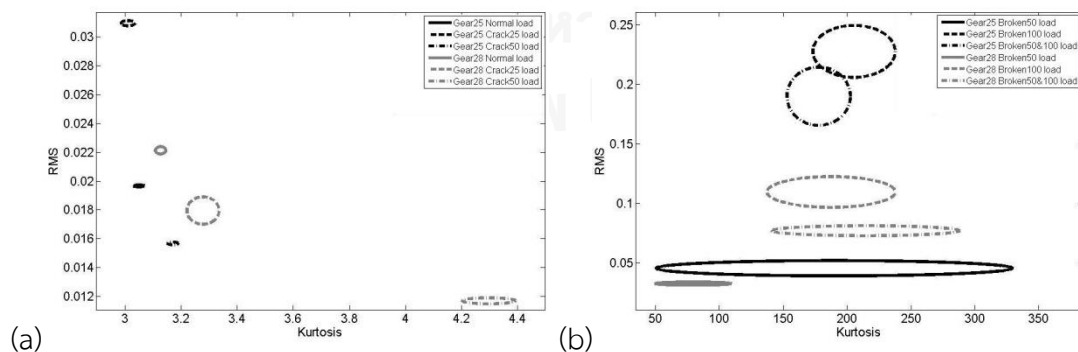 0.03
0.028
0.026
0.024
0.022
0.02
0.018
0.016
0.014
0.012
RMS
3
3.2
3.4
3.6
3.8
4
4.2
4.4
Kurtosis
Gear25 Normal load
Gear25 Crack25 load
Gear25 Crack50 load
Gear28 Normal load
Gear28 Crack25 load
Gear28 Crack50 load
(a)
0.25
0.2
0.15
0.1
0.05
RMS
50
100
150
200
250
300
350
Kurtosis
Gear25 Broken50 load
Gear25 Broken100 load
Gear25 Broken50&100 load
Gear28 Broken50 load
Gear28 Broken100 load
Gear28 Broken50&100 load
(b)